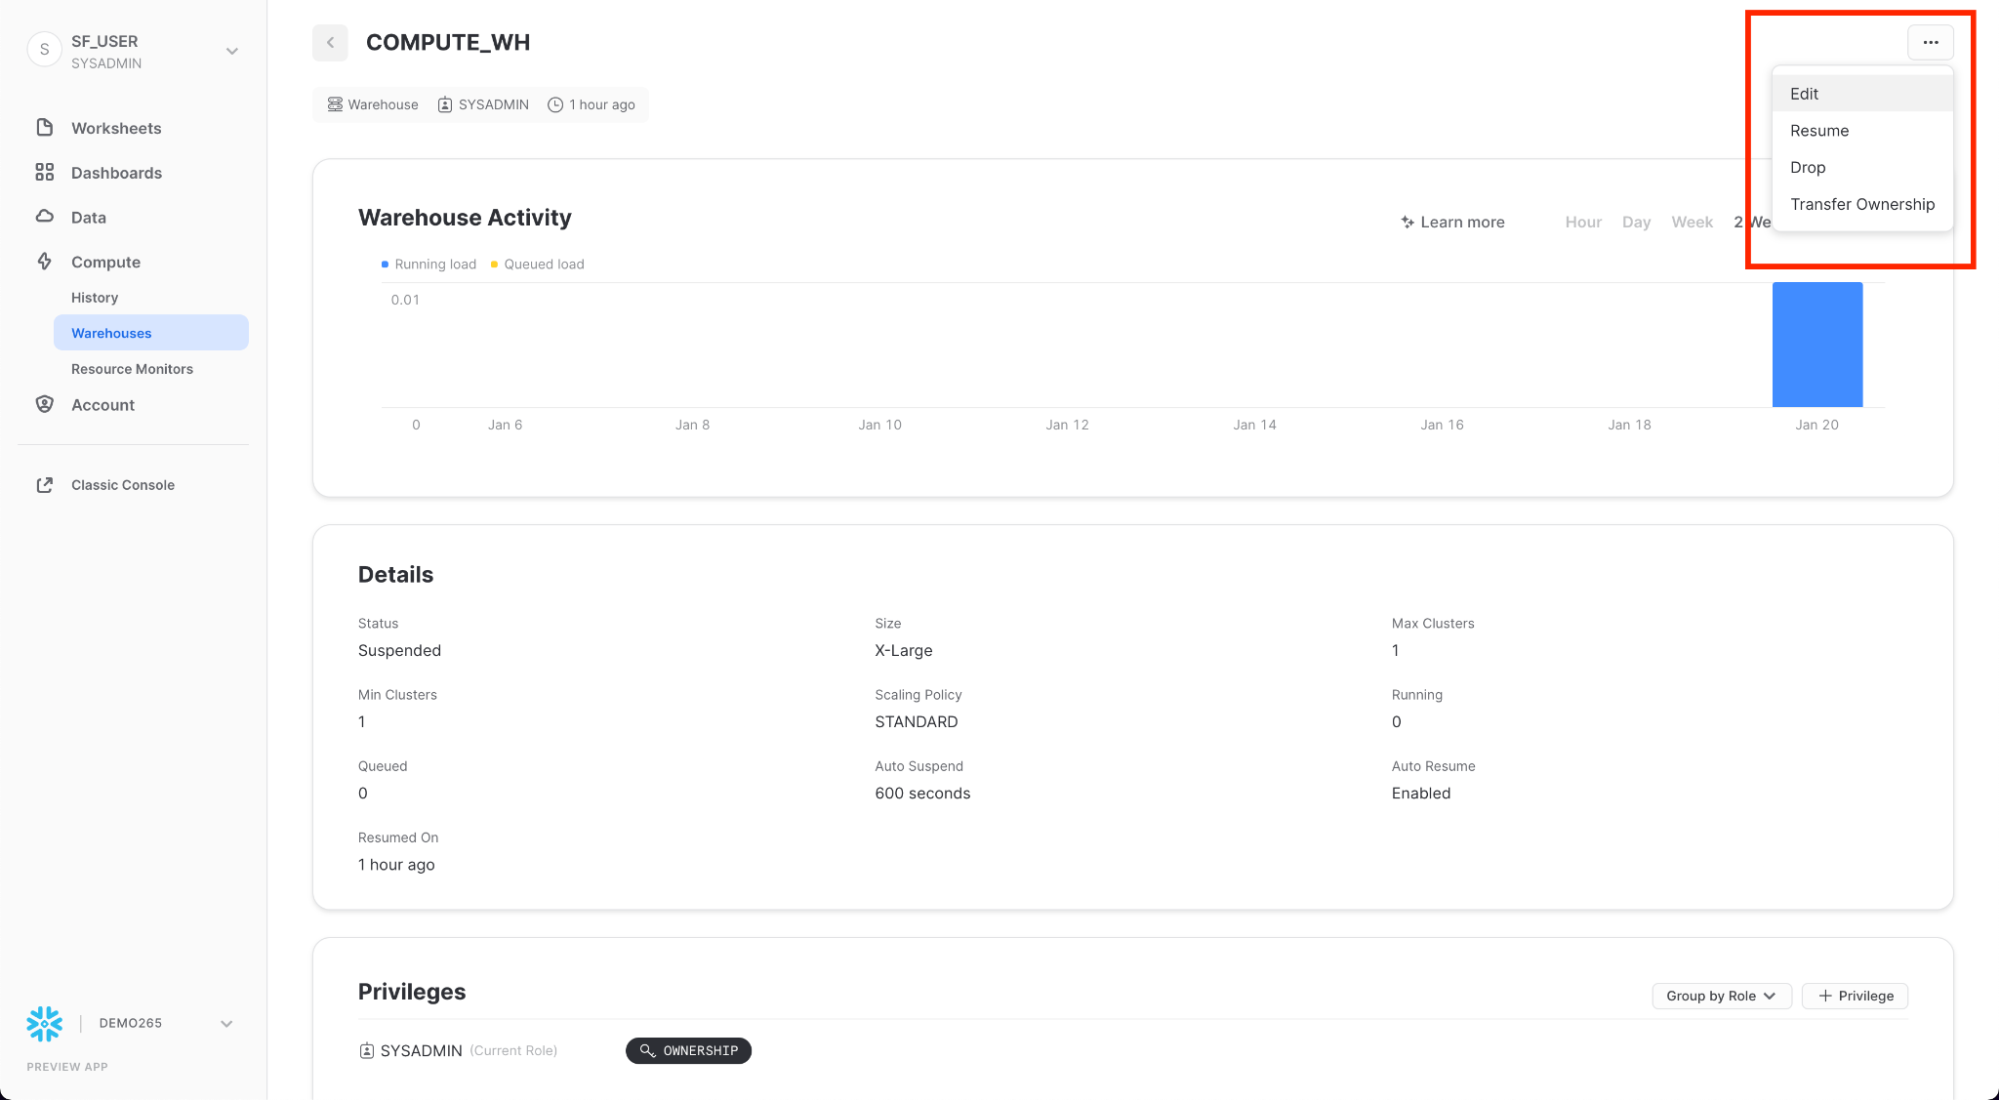 S
SF_USER
SYSADMIN
Worksheets
Dashboards
Data
Compute
History
Warehouses
Resource Monitors
Account
Classic Console
DEMO265
PREVIEW APP
COMPUTE_WH
Warehouse SYSADMIN 1 hour ago
...
Edit
Resume
Drop
Transfer Ownership
Warehouse Activity
Learn more Hour Day Week 2 We
Running load Queued load
0.01
0 Jan 6 Jan 8 Jan 10 Jan 12 Jan 14 Jan 16 Jan 18 Jan 20
Details
Status Size Max Clusters
Suspended X-Large 1
Min Clusters Scaling Policy Running
1 STANDARD 0
Queued Auto Suspend Auto Resume
0 600 seconds Enabled
Resumed On
1 hour ago
Privileges
Group by Role + Privilege
SYSADMIN (Current Role) OWNERSHIP